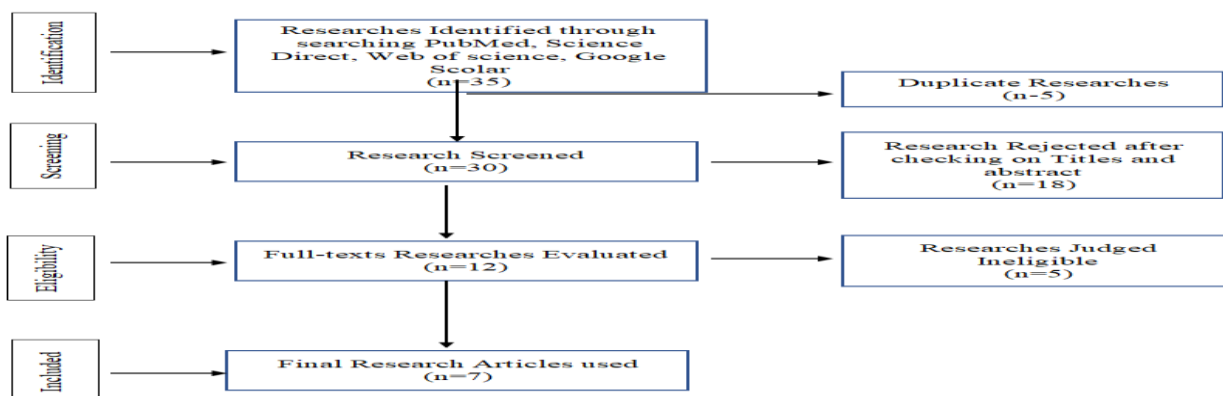 Identification
Researches Identified through
searching PubMed, Science
Direct, Web of science, Google
Scolar
(n=35)
Duplicate Researches
(n-5)
Screening
Research Screened
(n=30)
Research Rejected after
checking on Titles and
abstract
(n=18)
Eligibility
Full-texts Researches Evaluated
(n=12)
Researches Judged
Ineligible
(n=5)
Included
Final Research Articles used
(n=7)